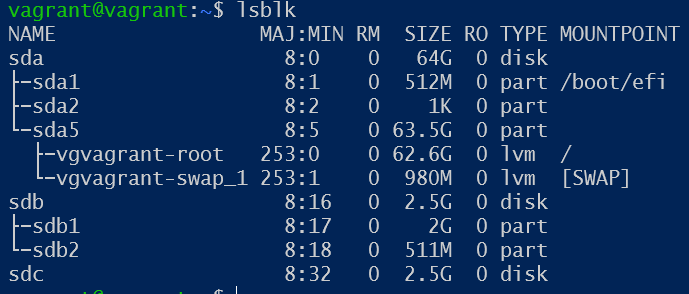 vagrant@vagrant:~$ lsblk
NAME                 MAJ:MIN RM  SIZE RO TYPE MOUNTPOINT
sda                    8:0    0   64G  0 disk
├─sda1                 8:1    0  512M  0 part /boot/efi
├─sda2                 8:2    0    1K  0 part
└─sda5                 8:5    0 63.5G  0 part
  ├─vgvagrant-root   253:0    0 62.6G  0 lvm  /
  └─vgvagrant-swap_1 253:1    0  980M  0 lvm  [SWAP]
sdb                    8:16   0  2.5G  0 disk
├─sdb1                 8:17   0    2G  0 part
└─sdb2                 8:18   0  511M  0 part
sdc                    8:32   0  2.5G  0 disk